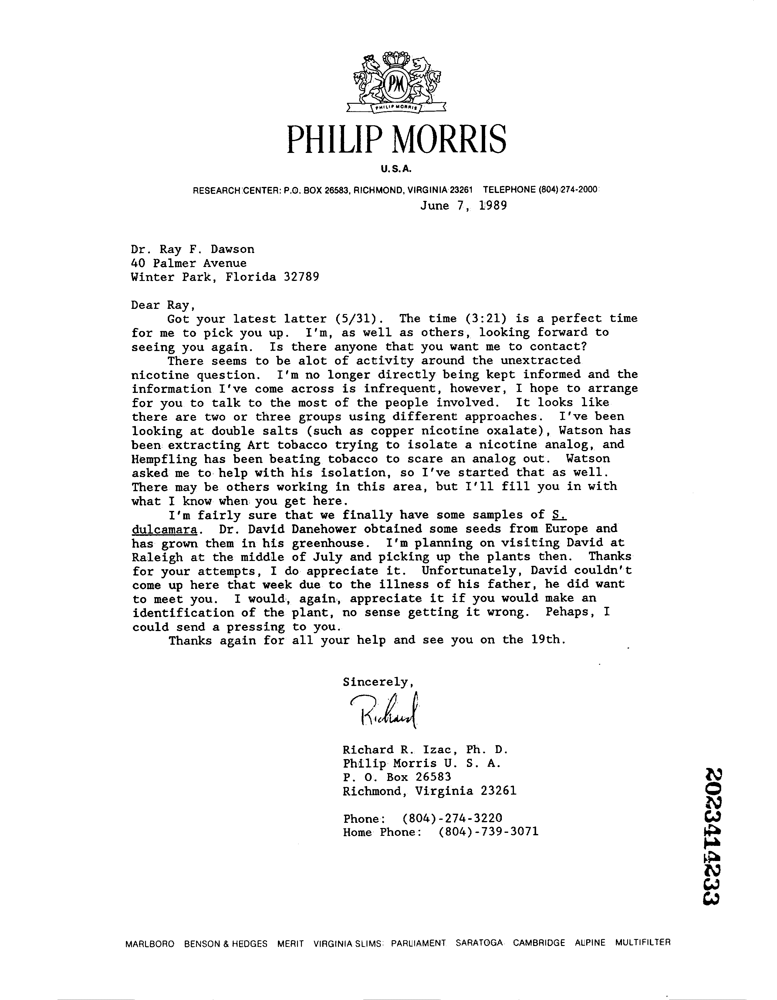 PM
PHILIP MORRIS
PHILIP MORRIS
U.S.A.
RESEARCH CENTER: P.O. BOX 26583, RICHMOND, VIRGINIA 23261 TELEPHONE (804) 274-2000
June 7, 1989
Dr. Ray F. Dawson
40 Palmer Avenue
Winter Park, Florida 32789
Dear Ray,
Got your latest latter (5/31). The time (3:21) is a perfect time
for me to pick you up. I'm, as well as others, looking forward to
seeing you again. Is there anyone that you want me to contact?
There seems to be alot of activity around the unextracted
nicotine question. I'm no longer directly being kept informed and the
information I've come across is infrequent, however, I hope to arrange
for you to talk to the most of the people involved. It looks like
there are two or three groups using different approaches. I've been
looking at double salts (such as copper nicotine oxalate), Watson has
been extracting Art tobacco trying to isolate a nicotine analog, and
Hempfling has been beating tobacco to scare an analog out. Watson
asked me to help with his isolation, so I've started that as well.
There may be others working in this area, but I'll fill you in with
what I know when you get here.
I'm fairly sure that we finally have some samples of S.
dulcamara. Dr. David Danehower obtained some seeds from Europe and
has grown them in his greenhouse. I'm planning on visiting David at
Raleigh at the middle of July and picking up the plants then. Thanks
for your attempts, I do appreciate it. Unfortunately, David couldn't
come up here that week due to the illness of his father, he did want
to meet you. I would, again, appreciate it if you would make an
identification of the plant, no sense getting it wrong. Pehaps, I
could send a pressing to you.
Thanks again for all your help and see you on the 19th.
Sincerely,
Richard
Richard R. Izac, Ph. D.
Philip Morris U. S. A.
P. O. Box 26583
Richmond, Virginia 23261
Phone: (804)-274-3220
Home Phone: (804)-739-3071
2023414233
MARLBORO BENSON & HEDGES MERIT VIRGINIA SLIMS PARLIAMENT SARATOGA CAMBRIDGE ALPINE MULTIFILTER